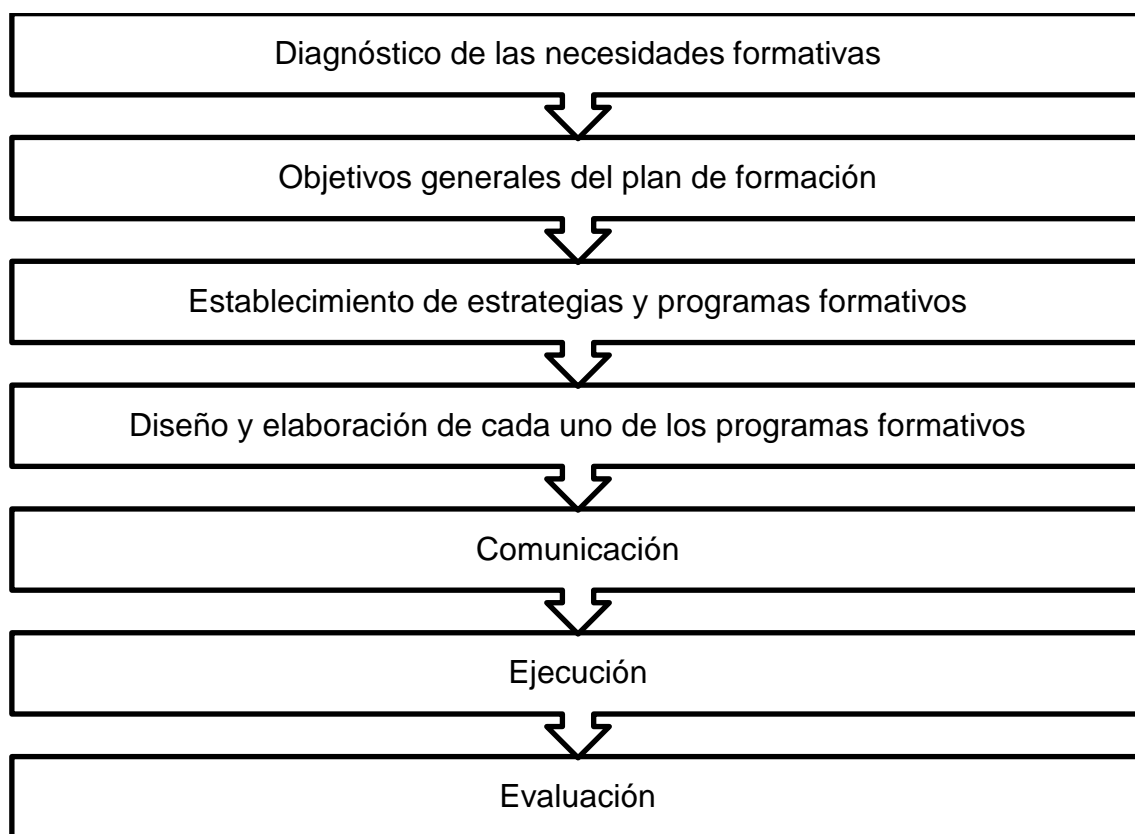 Diagnóstico de las necesidades formativas
Objetivos generales del plan de formación
Establecimiento de estrategias y programas formativos
Diseño y elaboración de cada uno de los programas formativos
Comunicación
Ejecución
Evaluación